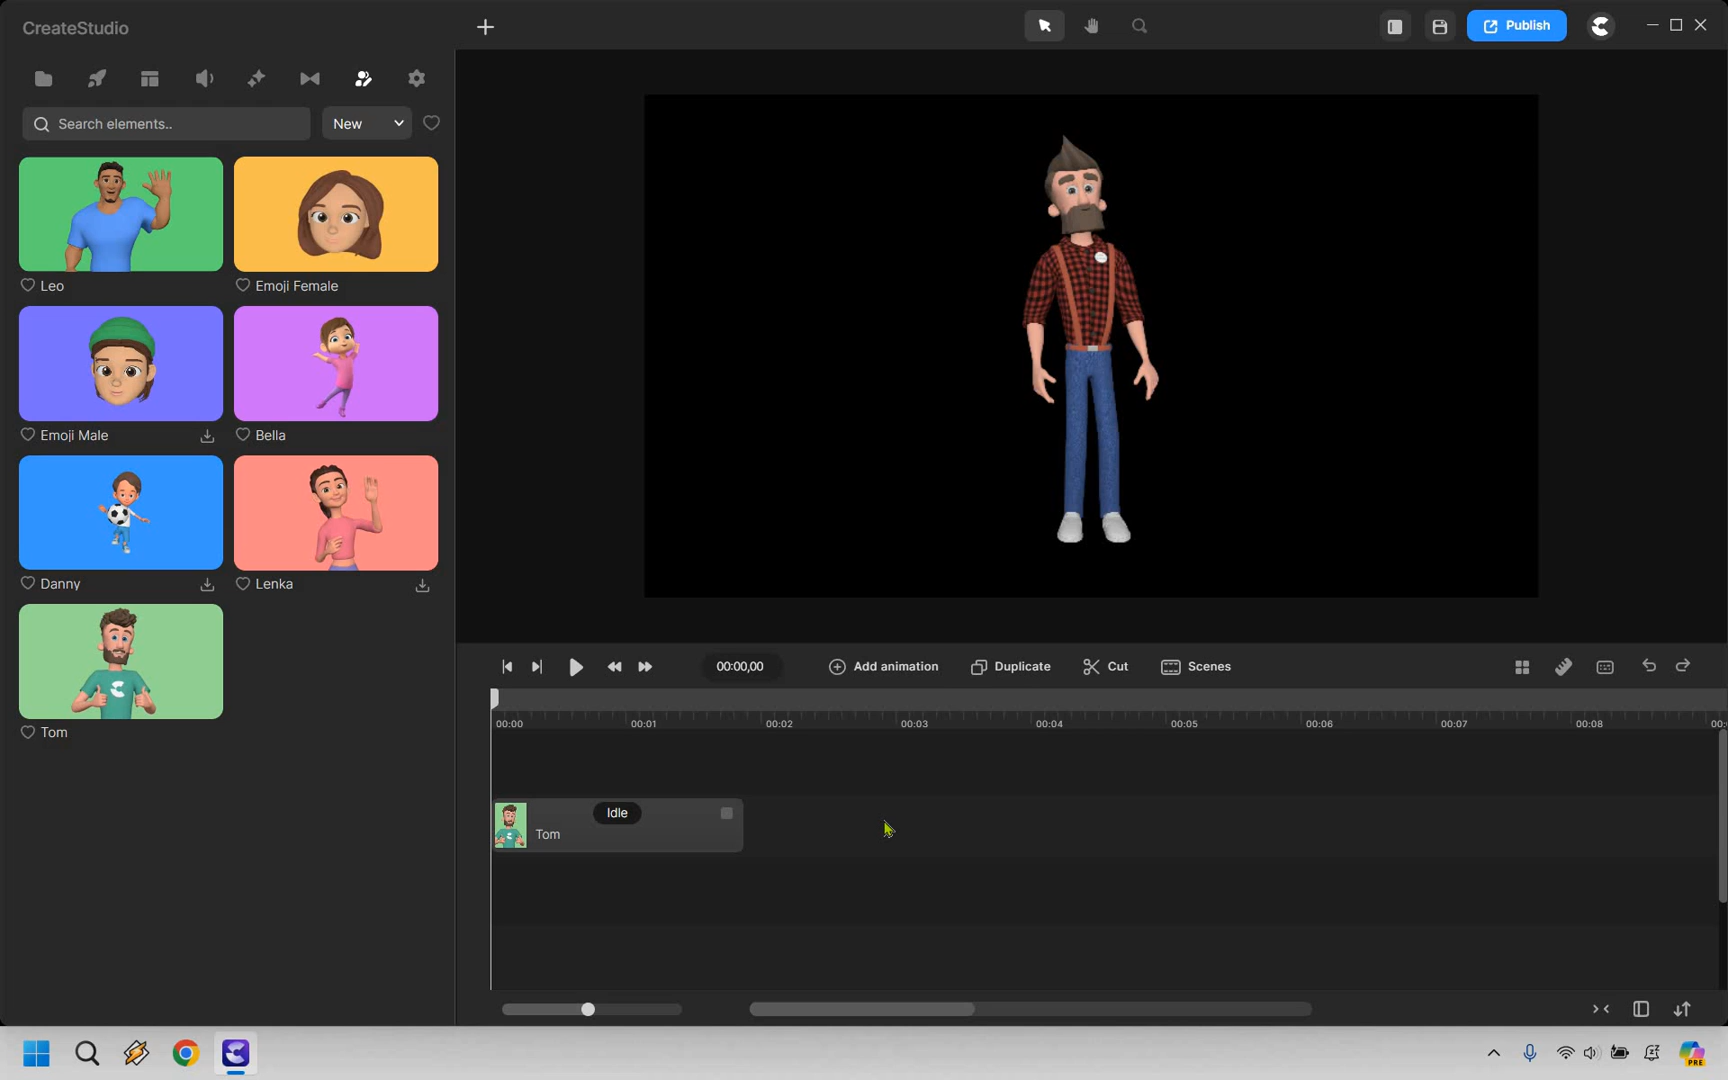 CreateStudio
Publish
Search elements..
New
Leo
Emoji Female
Emoji Male
Bella
Danny
Lenka
Tom
00:00,00
Add animation
Duplicate
Cut
Scenes
00:00
00:01
00:02
00:03
00:04
00:05
00:06
00:07
00:08
00:
Idle
Tom
PRE